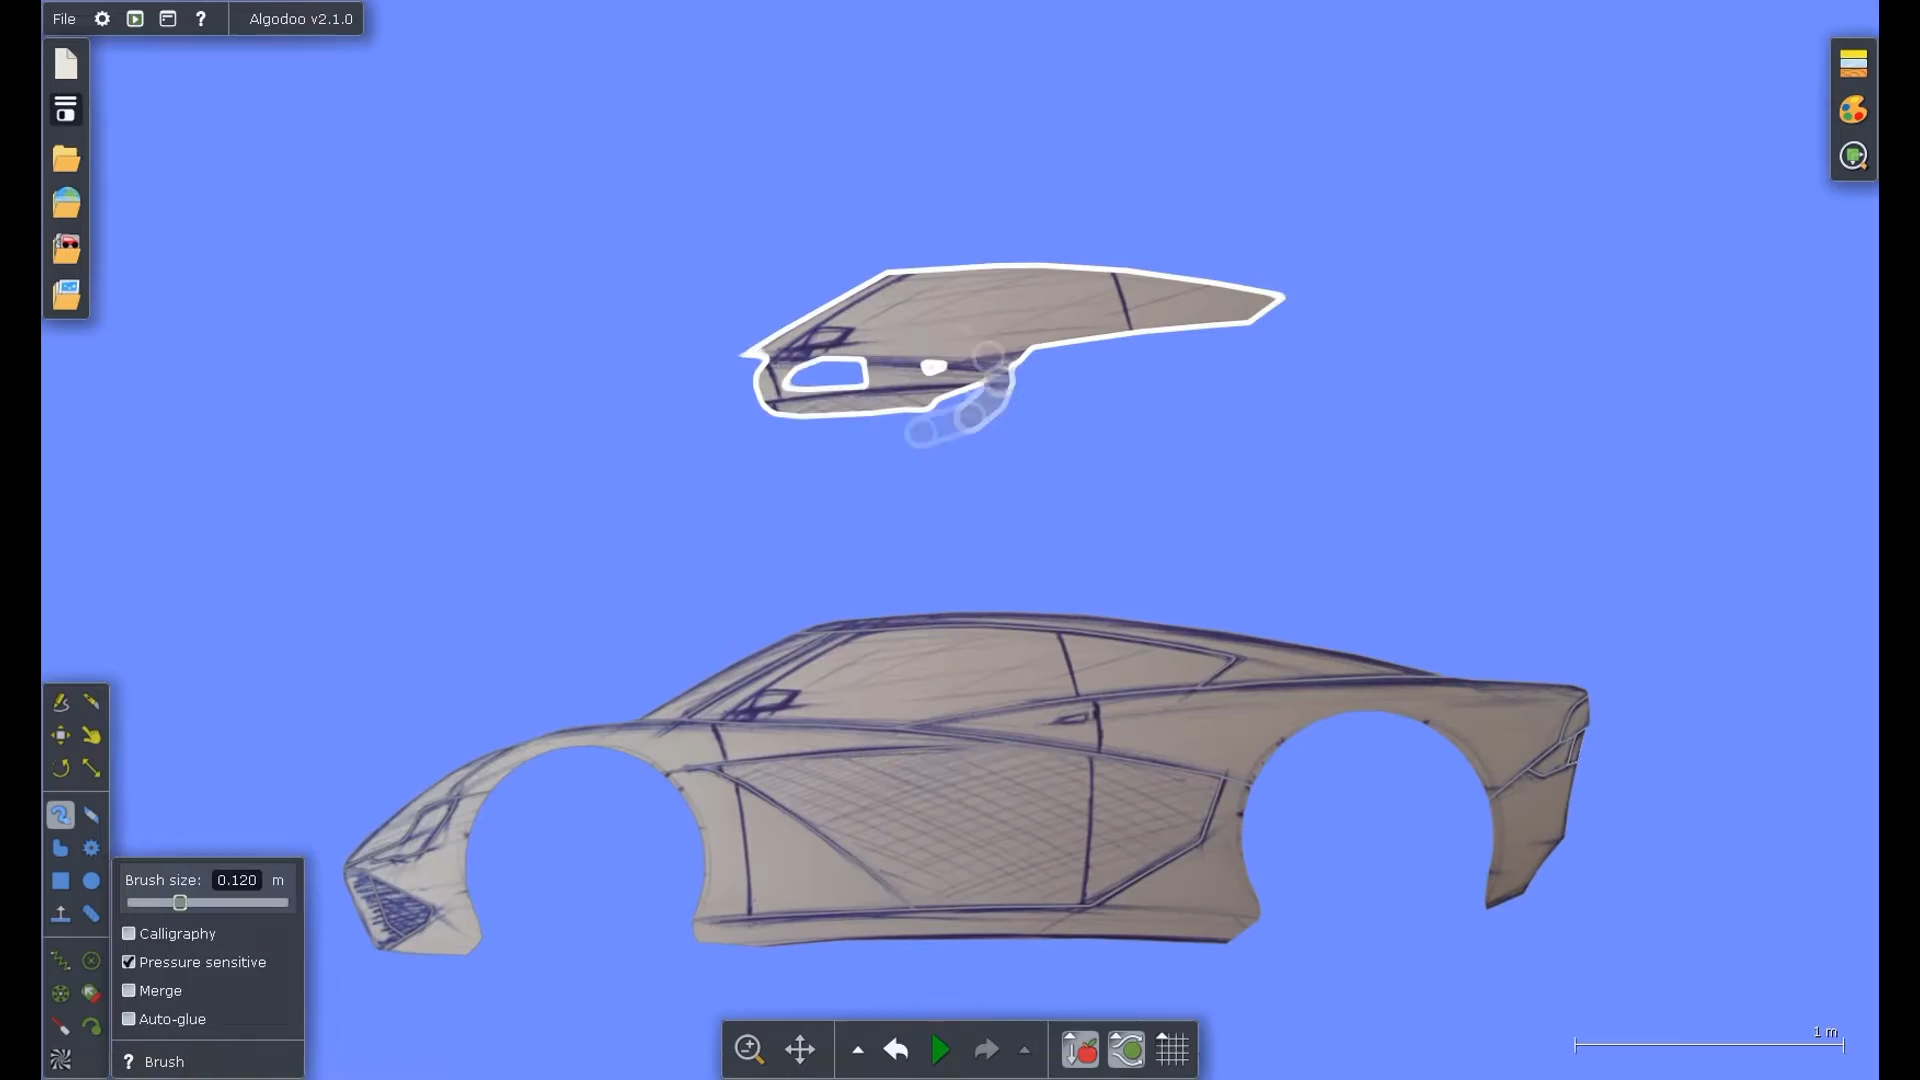 File ? Algodoo v2.1.0
Brush size: 0.120 m
Calligraphy
Pressure sensitive
Merge
Auto-glue
? Brush
1 m